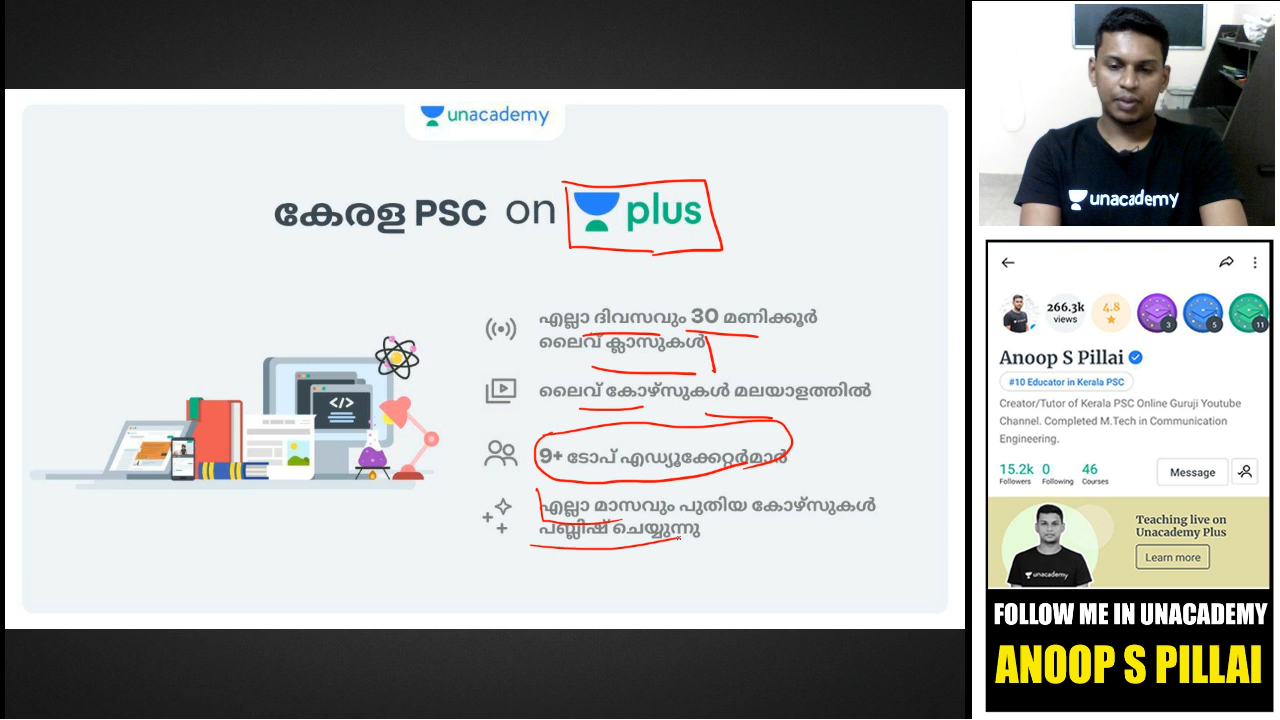 unacademy
കേരള PSC on plus
എല്ലാ ദിവസവും 30 മണിക്കൂർ
ലൈവ് ക്ലാസുകൾ
ലൈവ് കോഴ്സുകൾ മലയാളത്തിൽ
9+ ടോപ് എഡ്യൂക്കേറ്റർമാർ
എല്ലാ മാസവും പുതിയ കോഴ്സുകൾ
പബ്ലിഷ് ചെയ്യുന്നു
</>
unacademy
266.3k
views
4.8
3
5
11
Anoop S Pillai
#10 Educator in Kerala PSC
Creator/Tutor of Kerala PSC Online Guruji Youtube
Channel. Completed M.Tech in Communication
Engineering.
15.2k 0 46
Followers Following Courses
Message
Teaching live on
Unacademy Plus
Learn more
unacademy
FOLLOW ME IN UNACADEMY
ANOOP S PILLAI